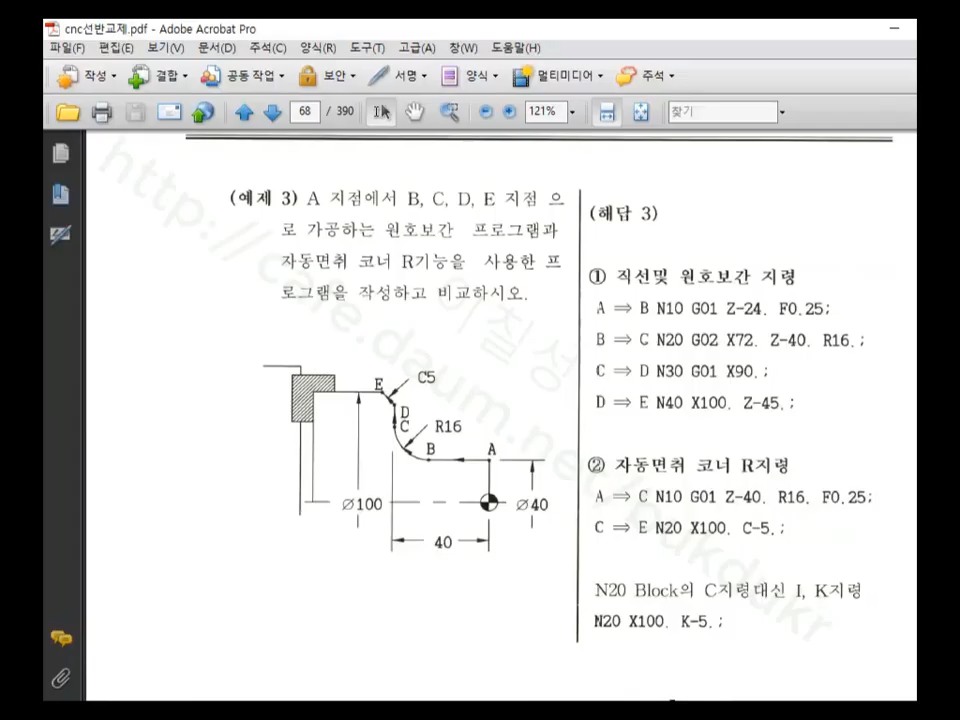 cnc선반교제.pdf - Adobe Acrobat Pro
파일(F) 편집(E) 보기(V) 문서(D) 주석(C) 양식(R) 도구(T) 고급(A) 창(W) 도움말(H)
작성 결합 공동 작업 보안 서명 양식 멀티미디어 주석
68 / 390 121% 찾기
(예제 3) A 지점에서 B, C, D, E 지점 으
로 가공하는 원호보간 프로그램과
자동면취 코너 R기능을 사용한 프
로그램을 작성하고 비교하시오.
E C5
D
C R16
B A
∅100 ∅40
40
(해답 3)
① 직선및 원호보간 지령
A ⇒ B N10 G01 Z-24. F0.25;
B ⇒ C N20 G02 X72. Z-40. R16.;
C ⇒ D N30 G01 X90.;
D ⇒ E N40 X100. Z-45.;
② 자동면취 코너 R지령
A ⇒ C N10 G01 Z-40. R16. F0.25;
C ⇒ E N20 X100. C-5.;
N20 Block의 C지령대신 I, K지령
N20 X100. K-5.;
http://cafe.daum.net/bukdukr
이칠성